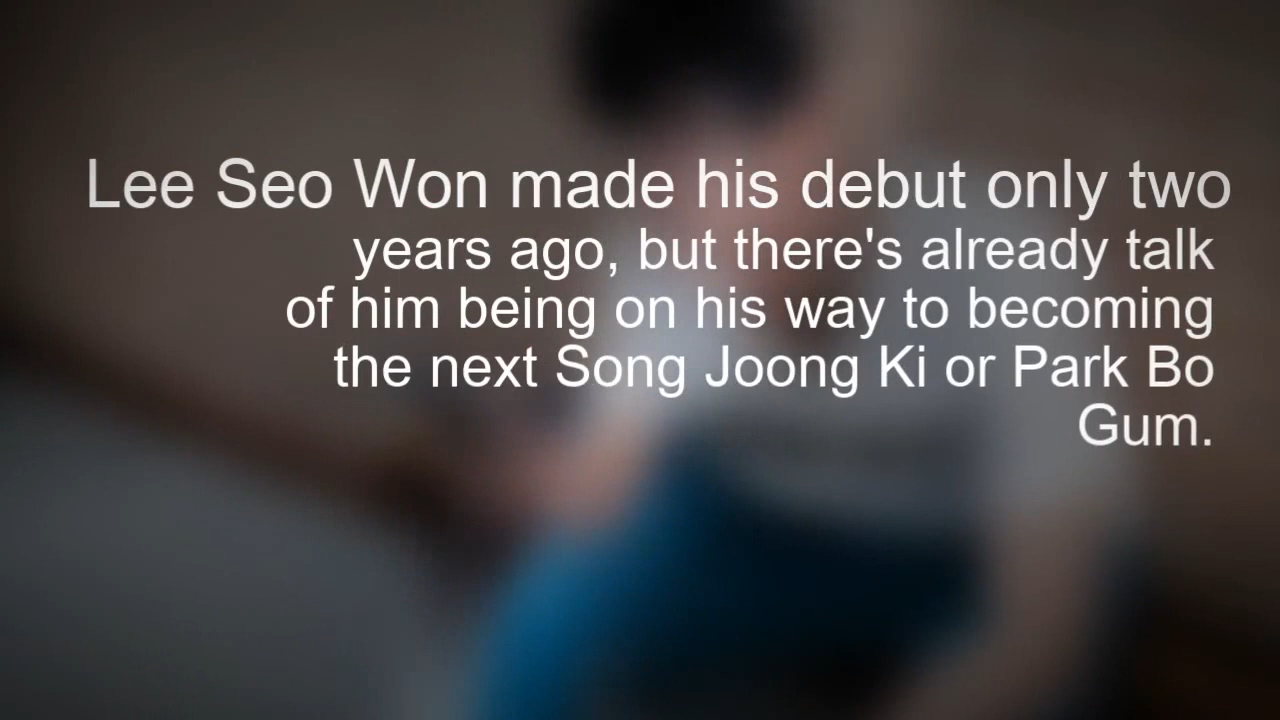 Lee Seo Won made his debut only two
years ago, but there's already talk
of him being on his way to becoming
the next Song Joong Ki or Park Bo
Gum.